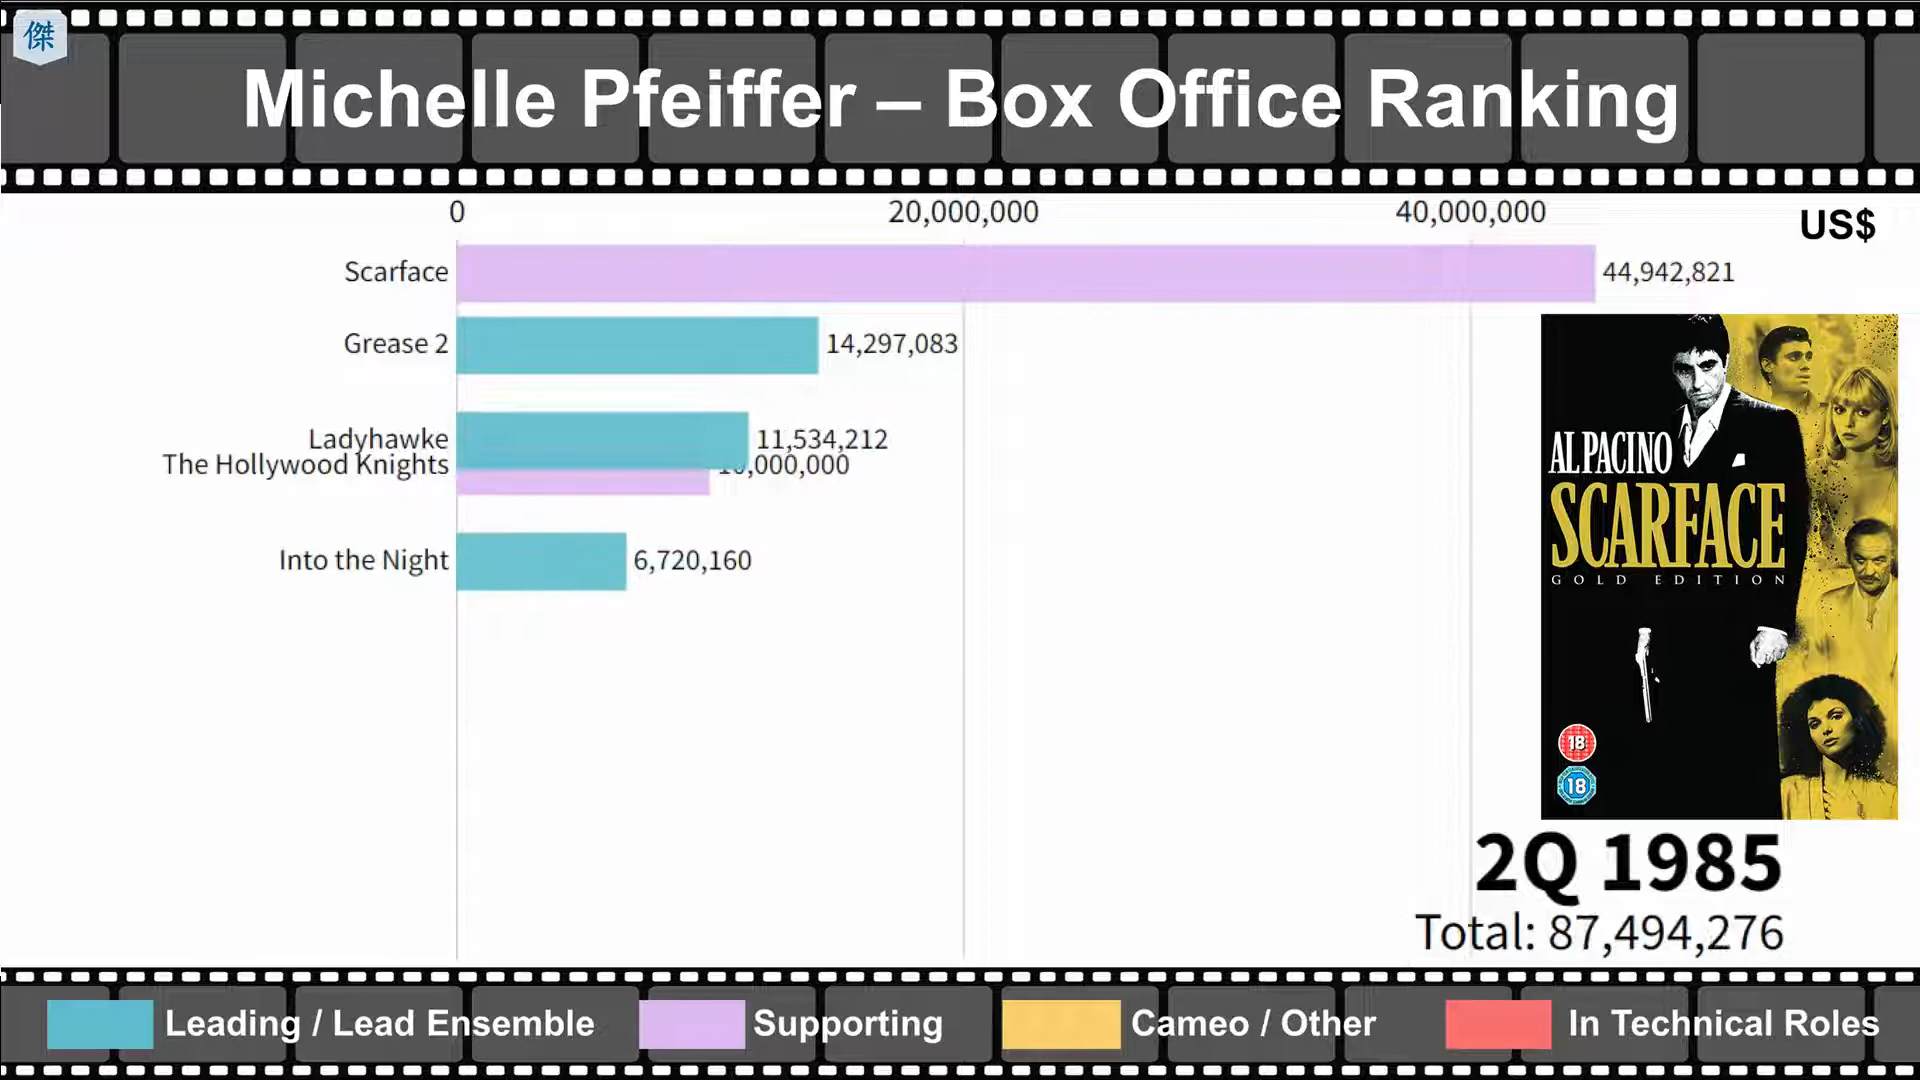 傑
Michelle Pfeiffer – Box Office Ranking
0 20,000,000 40,000,000 US$
Scarface 44,942,821
Grease 2 14,297,083
Ladyhawke 11,534,212
The Hollywood Knights 10,000,000
Into the Night 6,720,160
AL PACINO
SCARFACE
GOLD EDITION
18
18
2Q 1985
Total: 87,494,276
Leading / Lead Ensemble Supporting Cameo / Other In Technical Roles